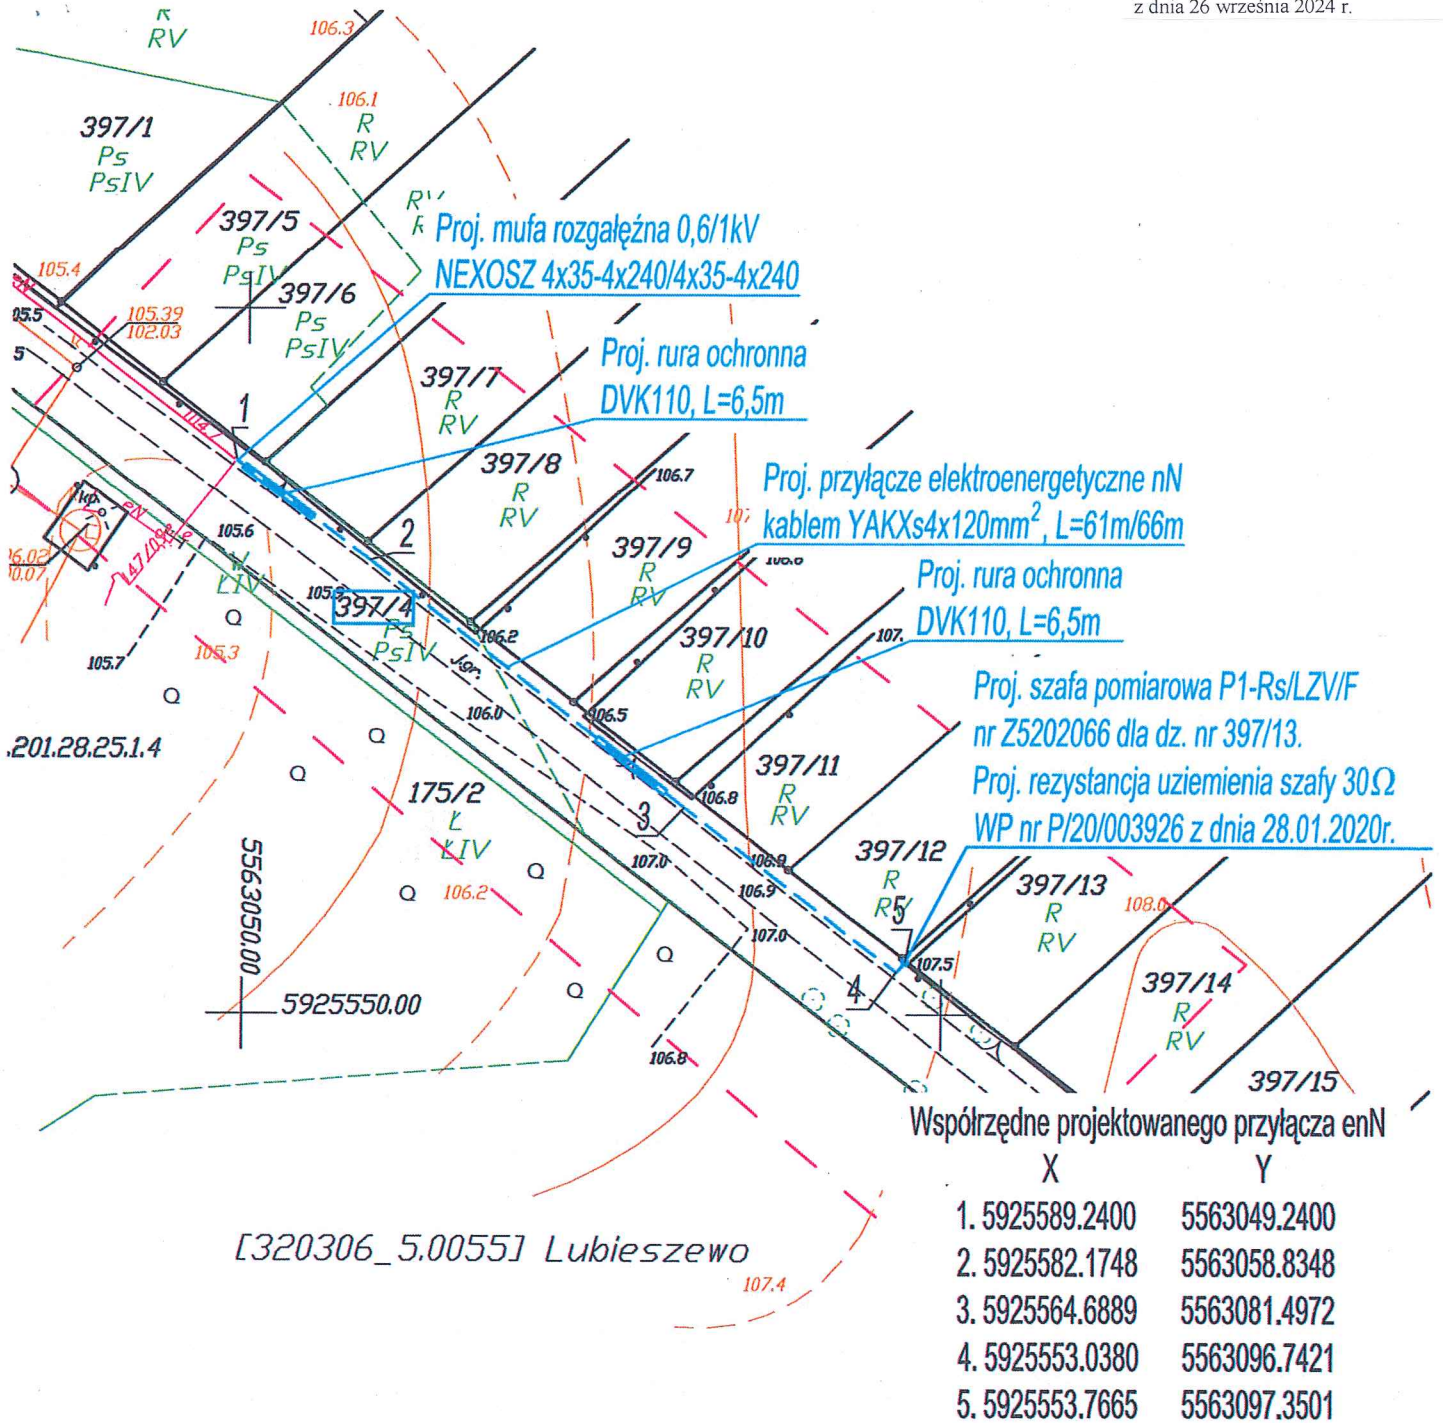 z dnia 26 września 2024 r.
RV
106.3
397/1
Ps
PsIV
106.1
R
RV
397/5
Ps
PsIV
R
Proj. mufa rozgałęźna 0,6/1kV
NEXOSZ 4x35-4x240/4x35-4x240
105.4
105.39
102.03
397/6
Ps
PsIV
Proj. rura ochronna
DVK110, L=6,5m
397/7
R
RV
1
397/8
R
RV
106.7
Proj. przyłącze elektroenergetyczne nN
kablem YAKXs4x120mm², L=61m/66m
2
397/9
R
RV
kp.
105.6
Proj. rura ochronna
DVK110, L=6,5m
ŁIV
397/4
Ps
PsIV
106.2
397/10
R
RV
105.7
105.3
106.0
106.5
Proj. szafa pomiarowa P1-Rs/LZV/F
nr Z5202066 dla dz. nr 397/13.
Proj. rezystancja uziemienia szafy 30Ω
WP nr P/20/003926 z dnia 28.01.2020r.
.201.28.25.1.4
175/2
Ł
ŁIV
397/11
R
RV
106.8
3
107.0
106.9
106.9
106.2
397/12
R
RV
397/13
R
RV
108.0
5
107.0
107.5
5563050.00
5925550.00
4
397/14
R
RV
106.8
397/15
Współrzędne projektowanego przyłącza enN
X Y
1. 5925589.2400 5563049.2400
2. 5925582.1748 5563058.8348
3. 5925564.6889 5563081.4972
4. 5925553.0380 5563096.7421
5. 5925553.7665 5563097.3501
[320306_5.0055] Lubieszewo
107.4